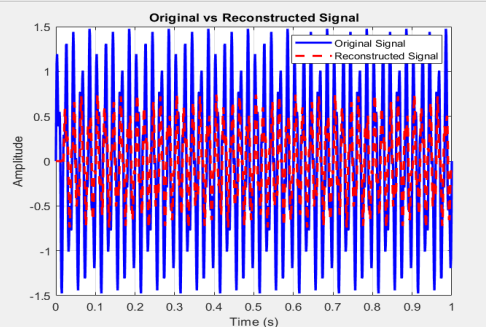 Original vs Reconstructed Signal
Original Signal
Reconstructed Signal
Amplitude
1.5
1
0.5
0
-0.5
-1
-1.5
0 0.1 0.2 0.3 0.4 0.5 0.6 0.7 0.8 0.9 1
Time (s)